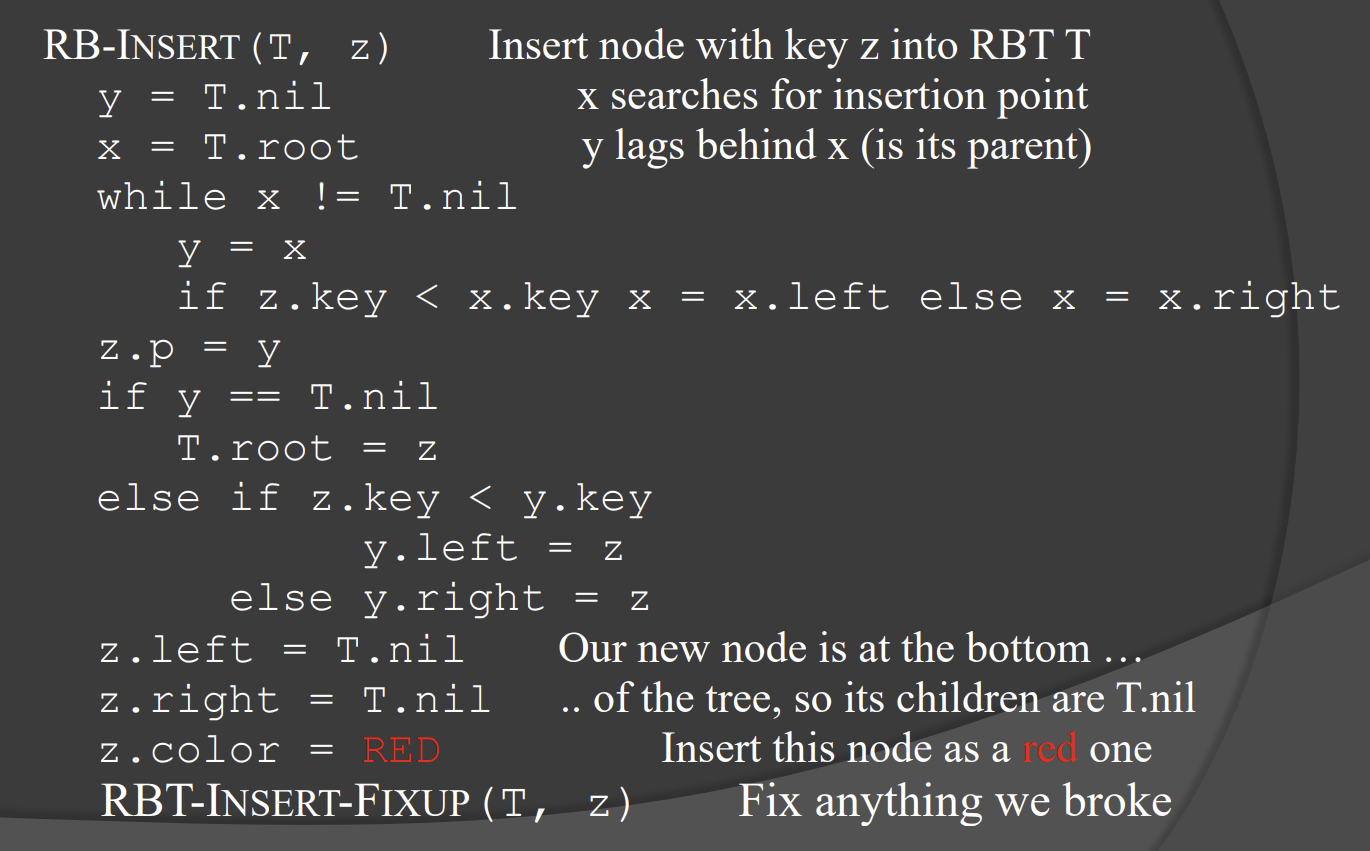 RB-INSERT(T, z) Insert node with key z into RBT T
y = T.nil x searches for insertion point
x = T.root y lags behind x (is its parent)
while x != T.nil
y = x
if z.key < x.key x = x.left else x = x.right
z.p = y
if y == T.nil
T.root = z
else if z.key < y.key
y.left = z
else y.right = z
z.left = T.nil Our new node is at the bottom …
z.right = T.nil .. of the tree, so its children are T.nil
z.color = RED Insert this node as a red one
RBT-INSERT-FIXUP(T, z) Fix anything we broke